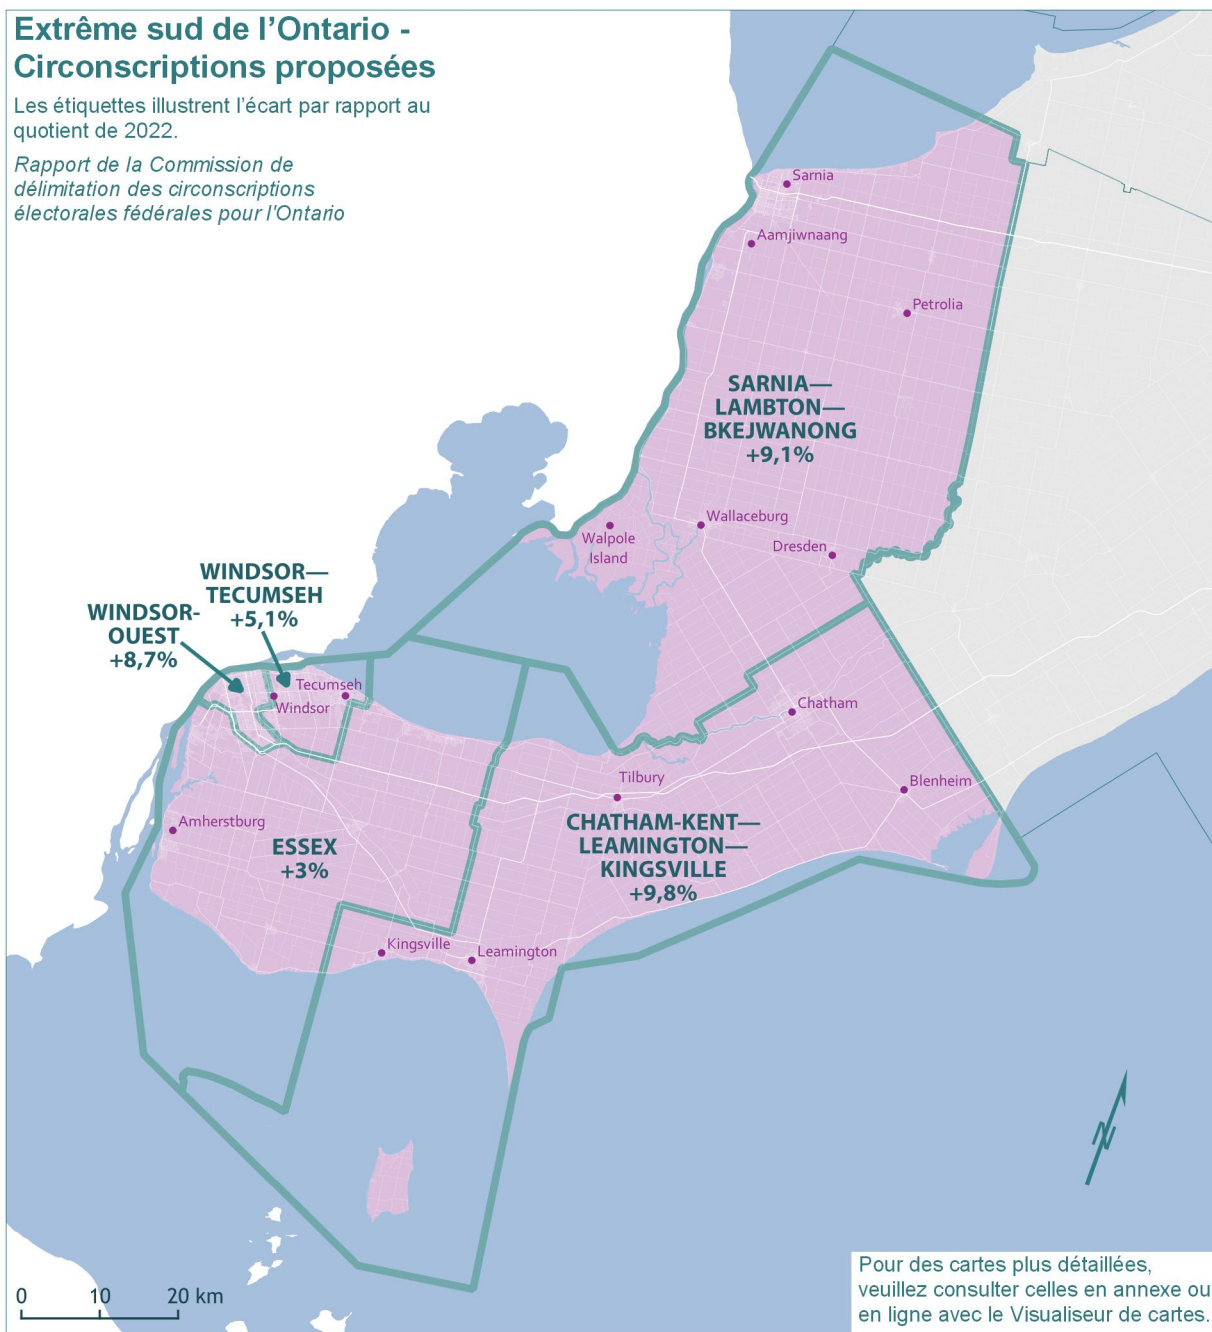 Extrême sud de l’Ontario -
Circonscriptions proposées
Les étiquettes illustrent l’écart par rapport au
quotient de 2022.
Rapport de la Commission de
délimitation des circonscriptions
électorales fédérales pour l'Ontario
Sarnia
Aamjiwnaang
Petrolia
SARNIA—
LAMBTON—
BKEJWANONG
+9,1%
Wallaceburg
Walpole
Island
Dresden
WINDSOR—
TECUMSEH
+5,1%
WINDSOR-
OUEST
+8,7%
Tecumseh
Windsor
Chatham
Tilbury
Blenheim
Amherstburg
CHATHAM-KENT—
LEAMINGTON—
KINGSVILLE
+9,8%
ESSEX
+3%
Kingsville
Leamington
N
Pour des cartes plus détaillées,
veuillez consulter celles en annexe ou
en ligne avec le Visualiseur de cartes.
0 10 20 km